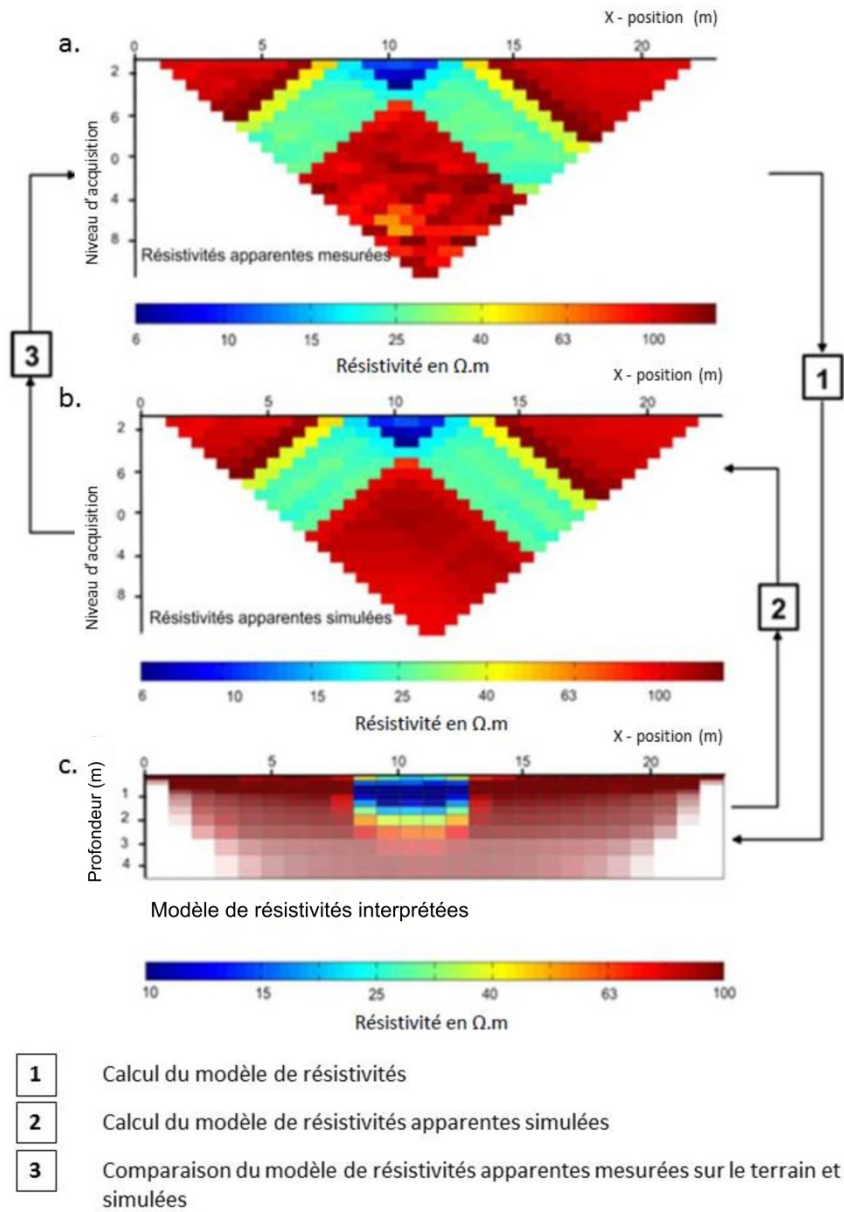 X - position (m)
a.
0 5 10 15 20
2
6
0
4
8
Niveau d'acquisition
Résistivités apparentes mesurées
6 10 15 25 40 63 100
Résistivité en Ω.m
3
1
X - position (m)
b.
0 5 10 15 20
2
6
0
4
8
Niveau d'acquisition
Résistivités apparentes simulées
2
6 10 15 25 40 63 100
Résistivité en Ω.m
X - position (m)
c.
0 5 10 15 20
1
2
3
4
Profondeur (m)
Modèle de résistivités interprétées
10 15 25 40 63 100
Résistivité en Ω.m
1 Calcul du modèle de résistivités
2 Calcul du modèle de résistivités apparentes simulées
3 Comparaison du modèle de résistivités apparentes mesurées sur le terrain et
simulées